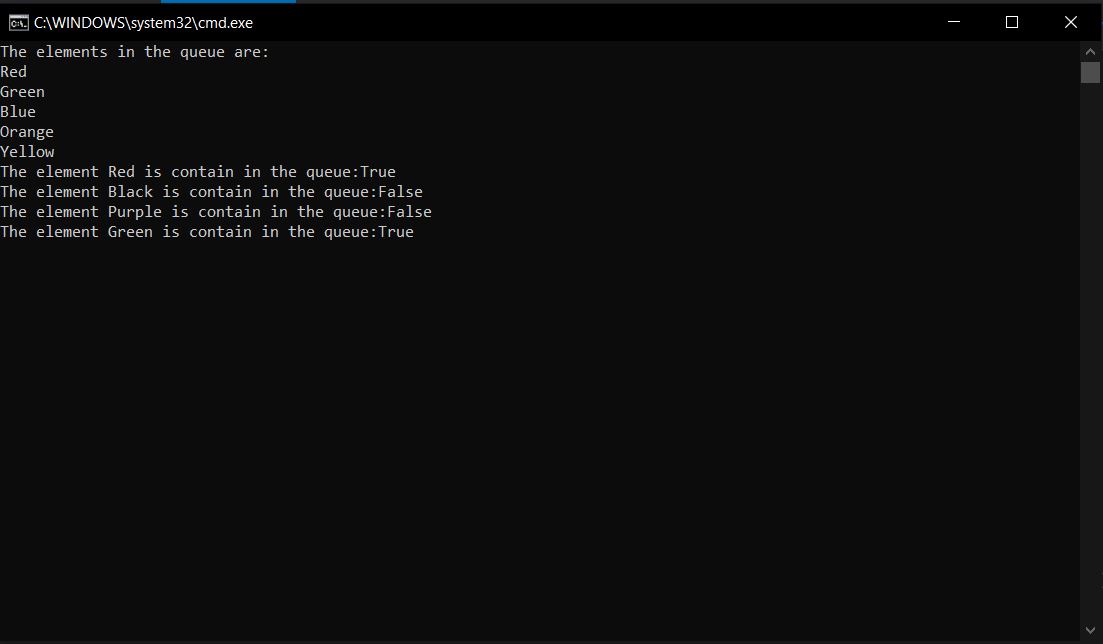 C:\WINDOWS\system32\cmd.exe
The elements in the queue are:
Red
Green
Blue
Orange
Yellow
The element Red is contain in the queue:True
The element Black is contain in the queue:False
The element Purple is contain in the queue:False
The element Green is contain in the queue:True